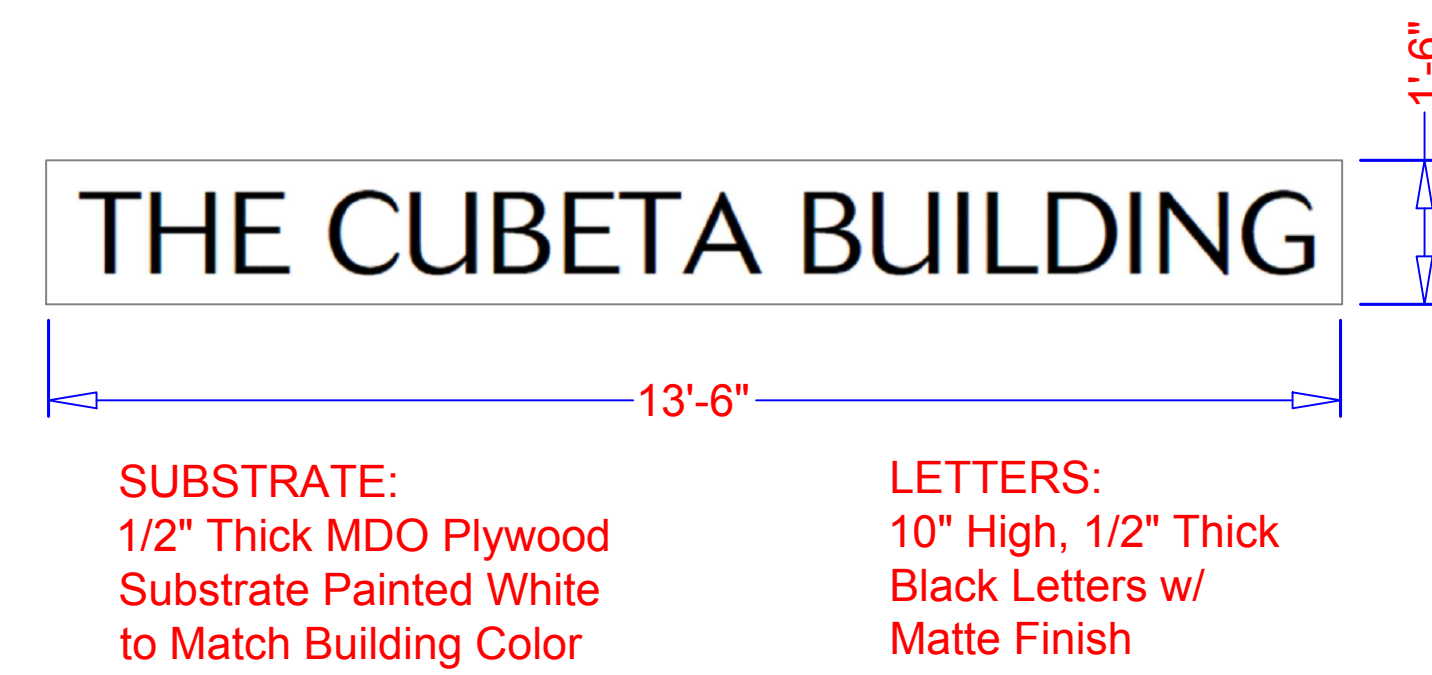 1'-6"
THE CUBETA BUILDING
13'-6"
SUBSTRATE:
1/2" Thick MDO Plywood
Substrate Painted White
to Match Building Color
LETTERS:
10" High, 1/2" Thick
Black Letters w/
Matte Finish